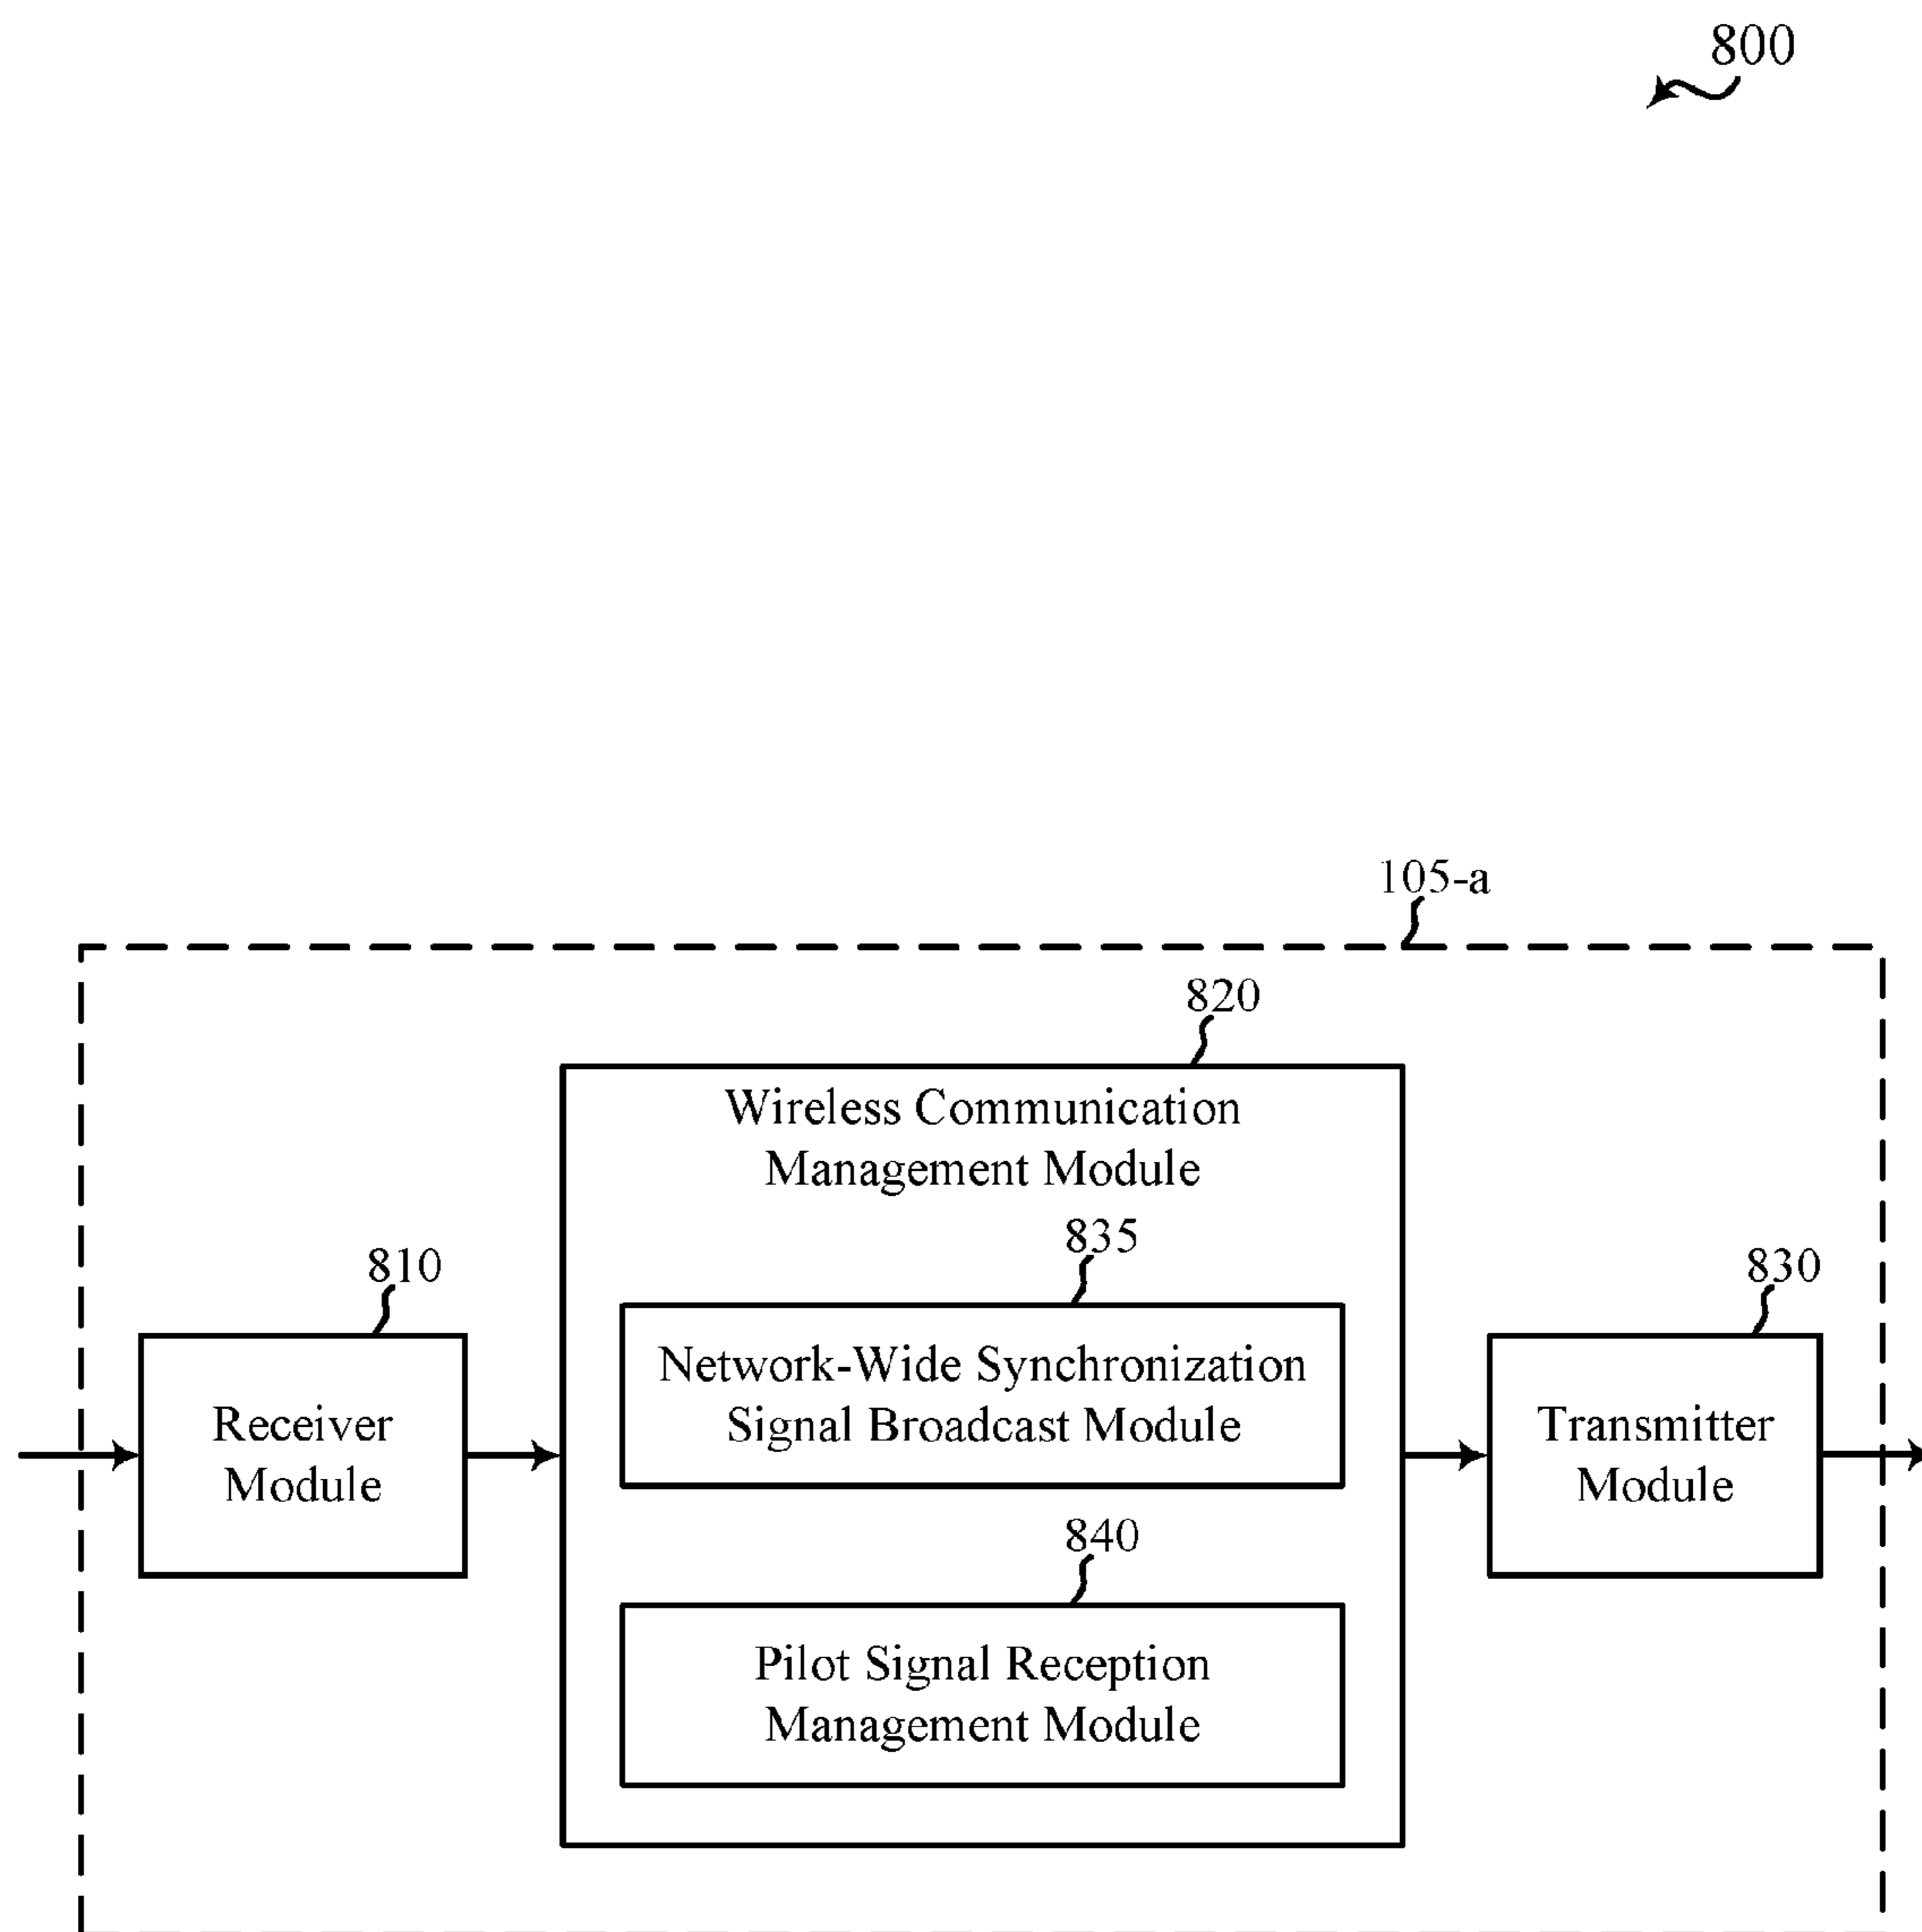 800
105-a
820
Wireless Communication
Management Module
835
810
830
Network-Wide Synchronization
Signal Broadcast Module
Receiver
Module
Transmitter
Module
840
Pilot Signal Reception
Management Module